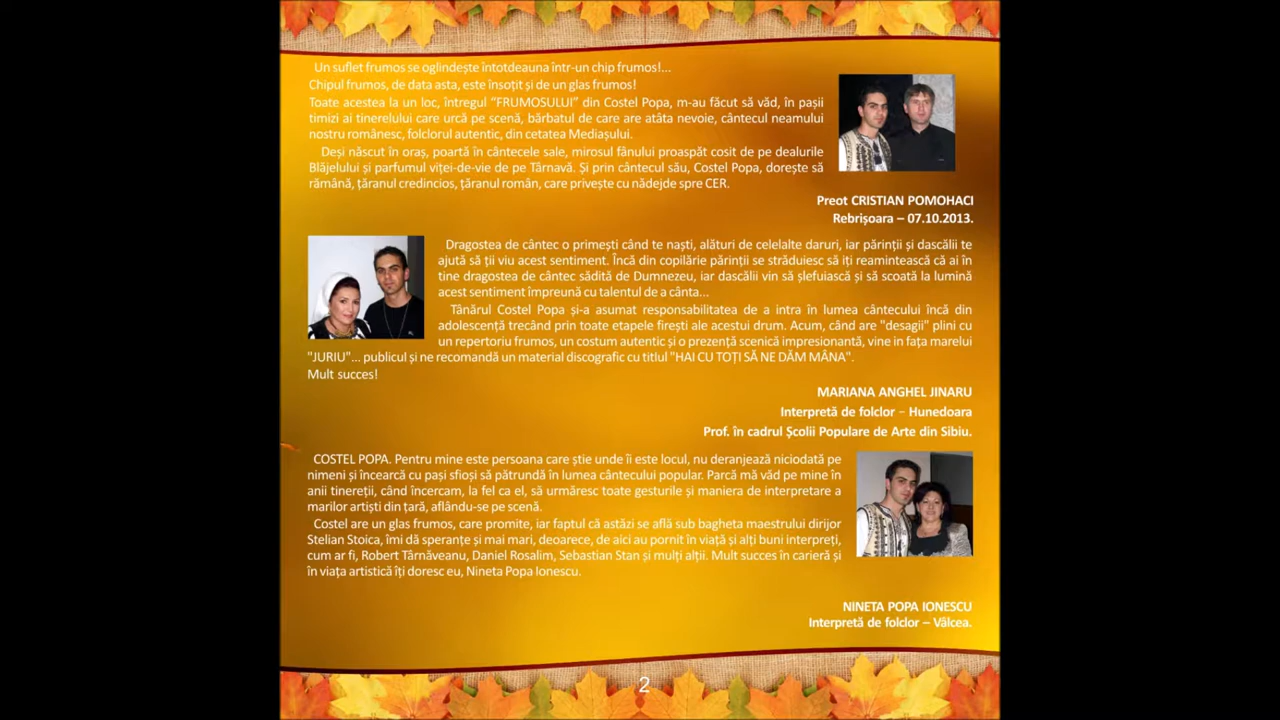 Un suflet frumos se oglindește întotdeauna într-un chip frumos!...
Chipul frumos, de data asta, este însoțit și de un glas frumos!
Toate acestea la un loc, întregul "FRUMOSULUI" din Costel Popa, m-au făcut să văd, în pașii
timizi ai tinerelului care urcă pe scenă, bărbatul de care are atâta nevoie, cântecul neamului
nostru românesc, folclorul autentic, din cetatea Mediașului.
Deși născut în oraș, poartă în cântecele sale, mirosul fânului proaspăt cosit de pe dealurile
Blăjelului și parfumul viței-de-vie de pe Târnavă. Și prin cântecul său, Costel Popa, dorește să
rămână, țăranul credincios, țăranul român, care privește cu nădejde spre CER.
Preot CRISTIAN POMOHACI
Rebrișoara – 07.10.2013.
Dragostea de cântec o primești când te naști, alături de celelalte daruri, iar părinții și dascălii te
ajută să ții viu acest sentiment. Încă din copilărie părinții se străduiesc să iți reamintească că ai în
tine dragostea de cântec sădită de Dumnezeu, iar dascălii vin să șlefuiască și să scoată la lumină
acest sentiment împreună cu talentul de a cânta...
Tânărul Costel Popa și-a asumat responsabilitatea de a intra în lumea cântecului încă din
adolescență trecând prin toate etapele firești ale acestui drum. Acum, când are "desagii" plini cu
un repertoriu frumos, un costum autentic și o prezență scenică impresionantă, vine in fața marelui
"JURIU"... publicul și ne recomandă un material discografic cu titlul "HAI CU TOȚI SĂ NE DĂM MÂNA".
Mult succes!
MARIANA ANGHEL JINARU
Interpretă de folclor – Hunedoara
Prof. în cadrul Școlii Populare de Arte din Sibiu.
COSTEL POPA. Pentru mine este persoana care știe unde îi este locul, nu deranjează niciodată pe
nimeni și încearcă cu pași sfioși să pătrundă în lumea cântecului popular. Parcă mă văd pe mine în
anii tinereții, când încercam, la fel ca el, să urmăresc toate gesturile și maniera de interpretare a
marilor artiști din țară, aflându-se pe scenă.
Costel are un glas frumos, care promite, iar faptul că astăzi se află sub bagheta maestrului dirijor
Stelian Stoica, îmi dă speranțe și mai mari, deoarece, de aici au pornit în viață și alți buni interpreți,
cum ar fi, Robert Târnăveanu, Daniel Rosalim, Sebastian Stan și mulți alții. Mult succes în carieră și
în viața artistică îți doresc eu, Nineta Popa Ionescu.
NINETA POPA IONESCU
Interpretă de folclor – Vâlcea.
2